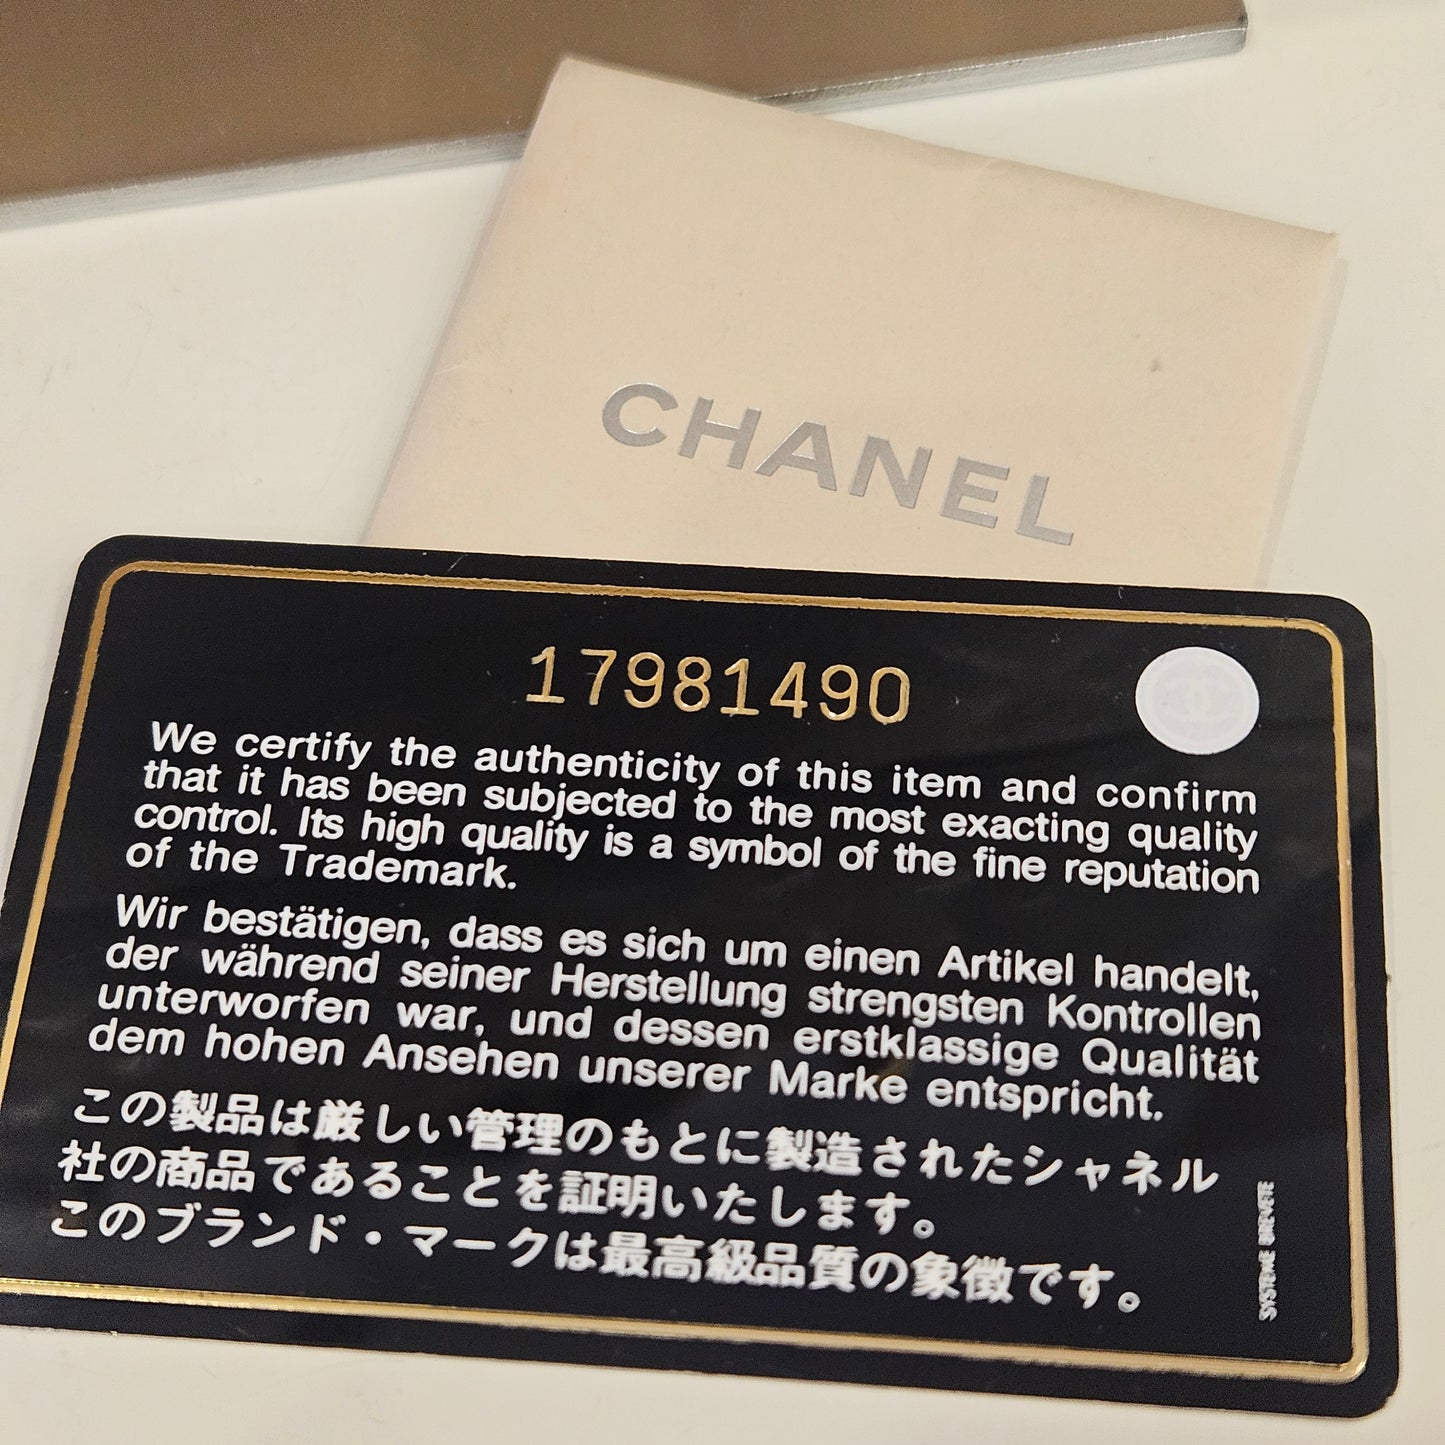 CHANEL
17981490
We certify the authenticity of this item and confirm
that it has been subjected to the most exacting quality
control. Its high quality is a symbol of the fine reputation
of the Trademark.
Wir bestätigen, dass es sich um einen Artikel handelt,
der während seiner Herstellung strengsten Kontrollen
unterworfen war, und dessen erstklassige Qualität
dem hohen Ansehen unserer Marke entspricht.
この製品は厳しい管理のもとに製造されたシャネル
社の商品であることを証明いたします。
このブランド・マークは最高級品質の象徴です。
SYSTEME BREVETE